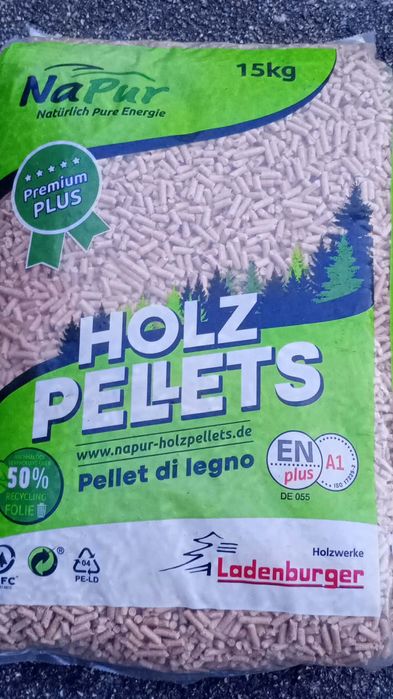 NaPur
Natürlich Pure Energie
15kg
Premium
PLUS
HOLZ
PELLETS
www.napur-holzpellets.de
Pellet di legno
50%
RECYCLING
FOLIE
EN
plus
A1
DE 055
FC
®
04
PE-LD
Holzwerke
Ladenburger